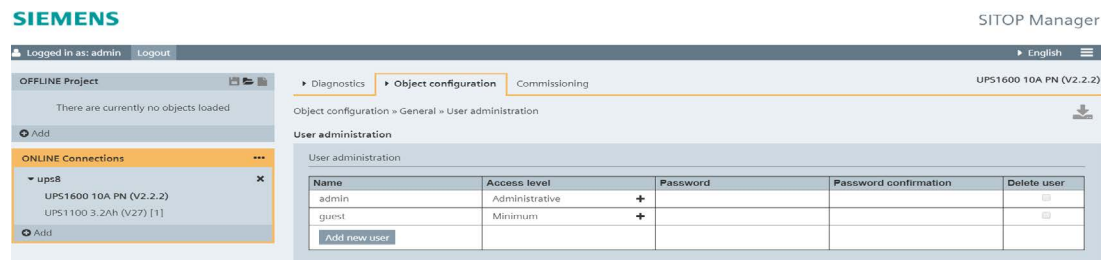 SIEMENS
SITOP Manager
Logged in as: admin Logout
English
OFFLINE Project
There are currently no objects loaded
Add
ONLINE Connections
ups8
UPS1600 10A PN (V2.2.2)
UPS1100 3.2Ah (V27) [1]
Add
Diagnostics Object configuration Commissioning
UPS1600 10A PN (V2.2.2)
Object configuration » General » User administration
User administration
User administration
Name Access level Password Password confirmation Delete user
admin Administrative
guest Minimum
Add new user